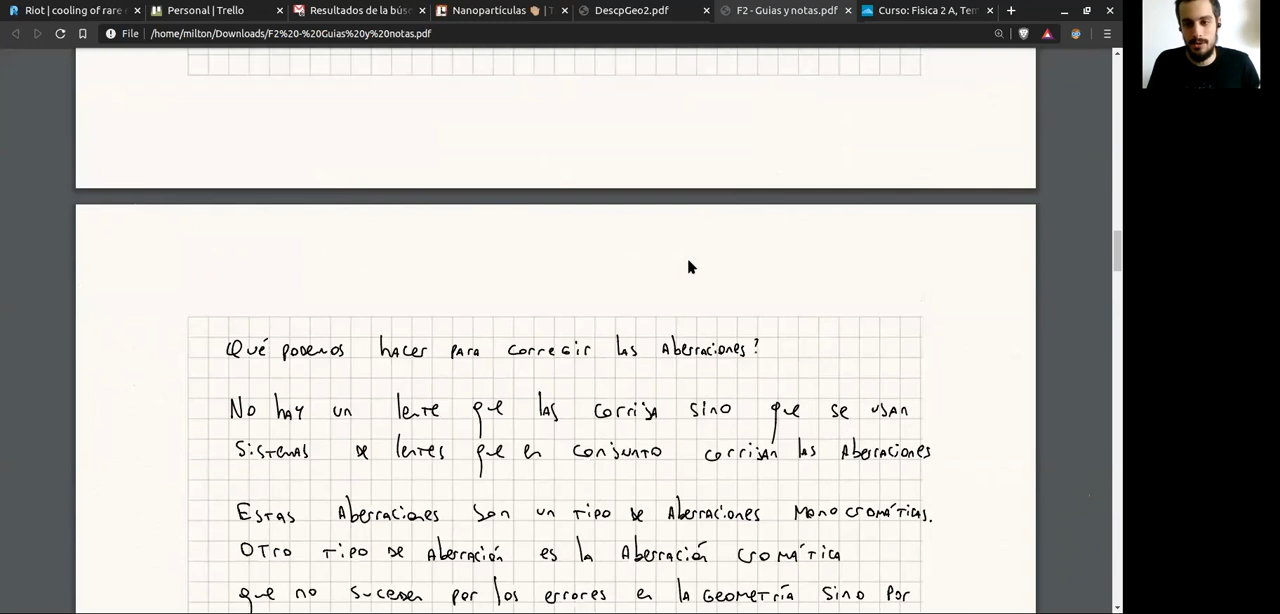 Riot | cooling of rare e
Personal | Trello
Resultados de la bús
Nanopartículas 👏🏼 | T
DescpGeo2.pdf
F2 - Guias y notas.pdf
Curso: Fisica 2 A, Tem
File
/home/milton/Downloads/F2%20-%20Guias%20y%20notas.pdf
Qué podemos hacer para corregir las Aberraciones?
No hay un lente que las corrija sino que se usan
sistemas de lentes que en conjunto corrijan las Aberraciones
Estas Aberraciones son un tipo de Aberraciones monocromáticas.
Otro tipo de Aberración es la Aberración cromática
que no suceden por los errores en la geometría sino por